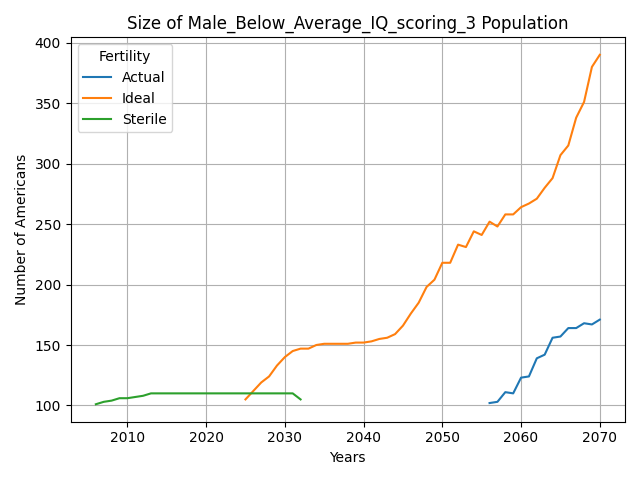 Size of Male_Below_Average_IQ_scoring_3 Population
Fertility
Actual
Ideal
Sterile
Number of Americans
400
350
300
250
200
150
100
2010 2020 2030 2040 2050 2060 2070
Years